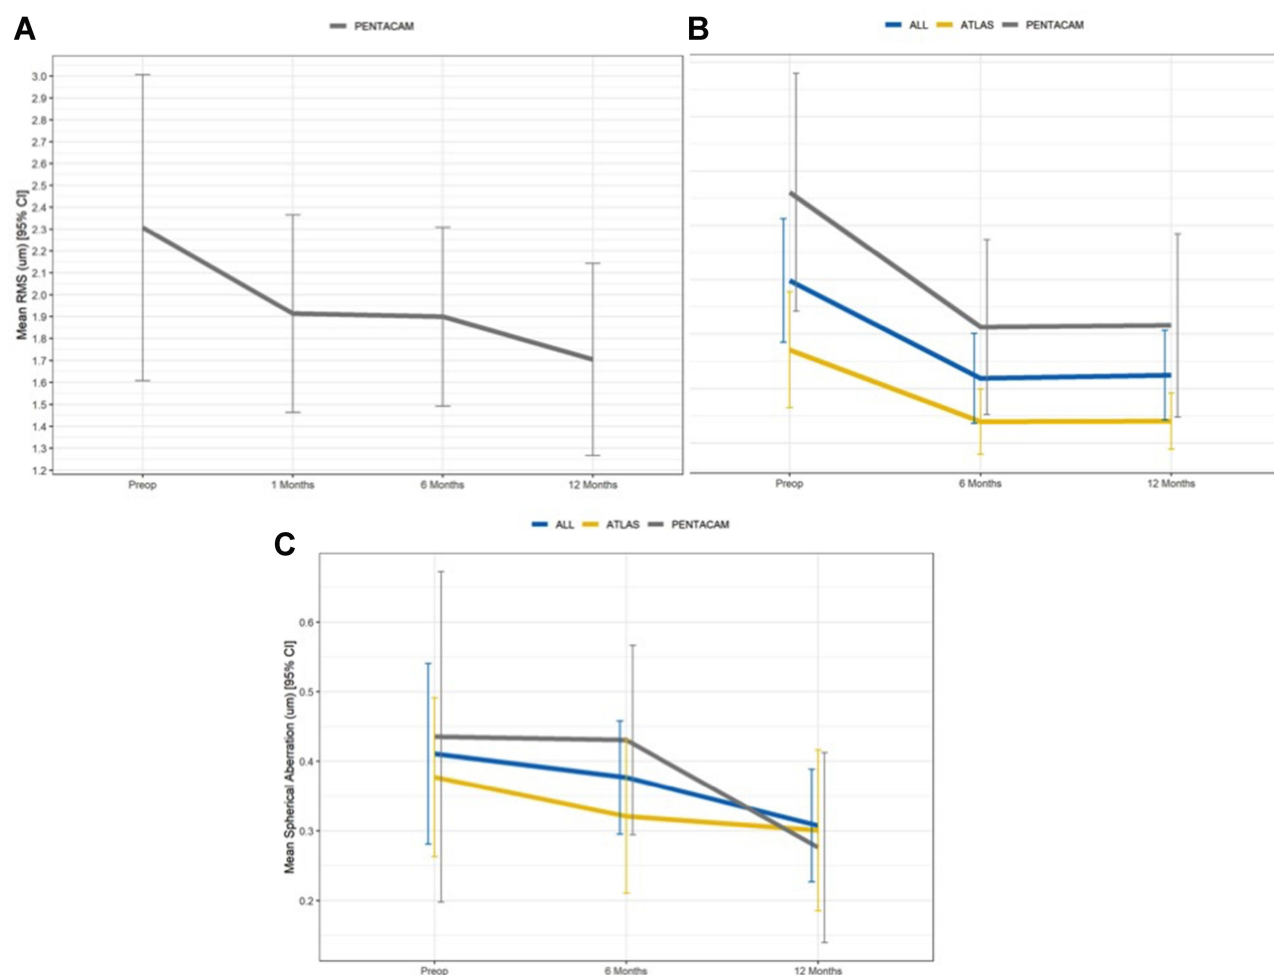 A
PENTACAM
Mean RMS (um) [95% CI]
3.0
2.9
2.8
2.7
2.6
2.5
2.4
2.3
2.2
2.1
2.0
1.9
1.8
1.7
1.6
1.5
1.4
1.3
1.2
Preop 1 Months 6 Months 12 Months
B
ALL ATLAS PENTACAM
Preop 6 Months 12 Months
C
ALL ATLAS PENTACAM
Mean Spherical Aberration (um) [95% CI]
0.6
0.5
0.4
0.3
0.2
Preop 6 Months 12 Months